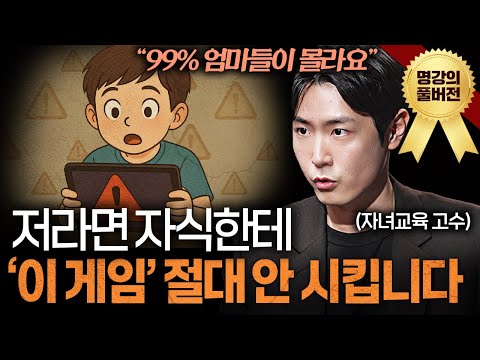 “99% 엄마들이 몰라요”
명강의
풀버전
(자녀교육 고수)
저라면 자식한테
‘이 게임’ 절대 안 시킵니다